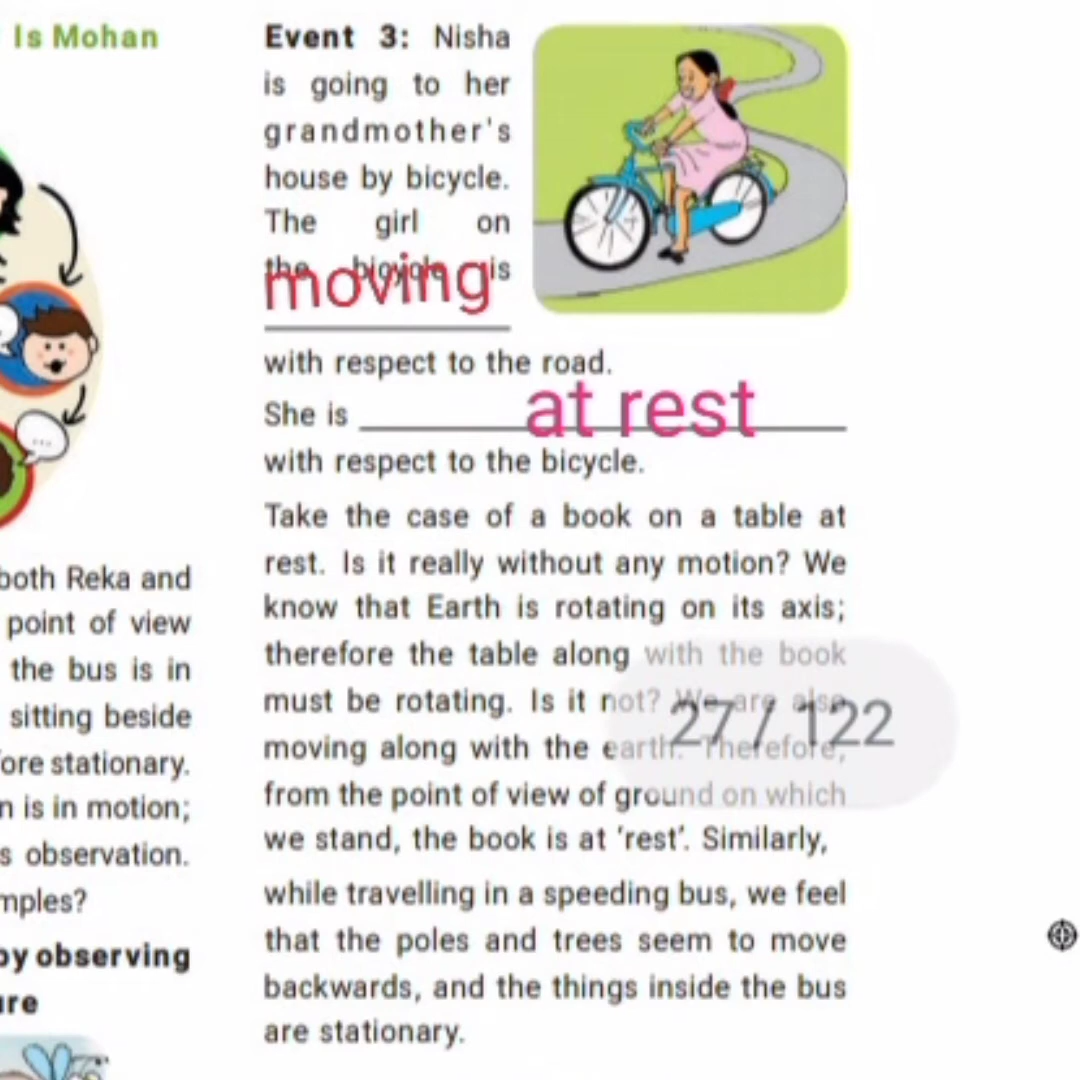 Is Mohan
both Reka and
point of view
the bus is in
sitting beside
ore stationary.
n is in motion;
s observation.
mples?
by observing
ure
Event 3: Nisha
is going to her
grandmother's
house by bicycle.
The girl on
the bicycle is
moving
with respect to the road.
She is at rest
with respect to the bicycle.
Take the case of a book on a table at
rest. Is it really without any motion? We
know that Earth is rotating on its axis;
therefore the table along with the book
must be rotating. Is it not? We are also
moving along with the earth. Therefore,
from the point of view of ground on which
we stand, the book is at 'rest'. Similarly,
while travelling in a speeding bus, we feel
that the poles and trees seem to move
backwards, and the things inside the bus
are stationary.
27 / 122